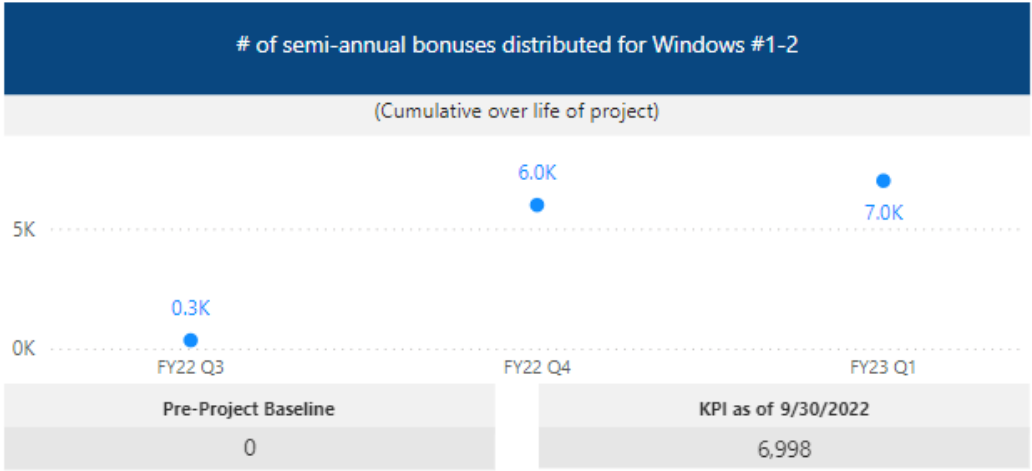 # of semi-annual bonuses distributed for Windows #1-2
(Cumulative over life of project)
6.0K
7.0K
5K
0.3K
0K
FY22 Q3 FY22 Q4 FY23 Q1
Pre-Project Baseline KPI as of 9/30/2022
0 6,998